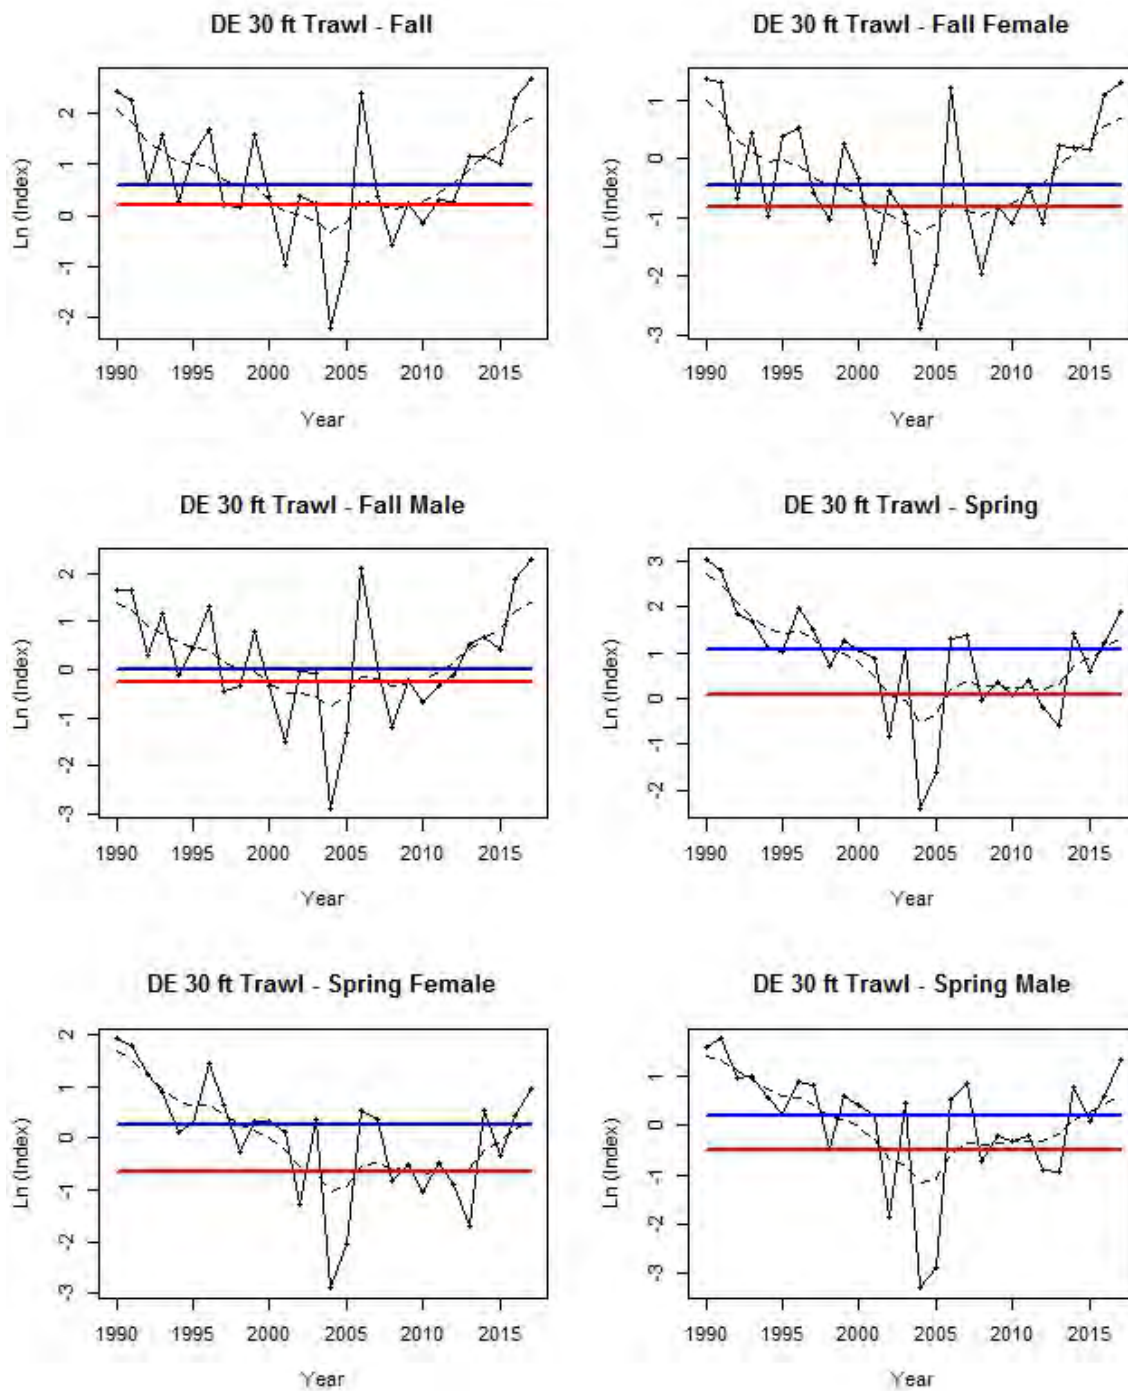 DE 30 ft Trawl - Fall
Ln (Index)
2
1
0
-1
-2
1990 1995 2000 2005 2010 2015
Year
DE 30 ft Trawl - Fall Female
Ln (Index)
1
0
-1
-2
-3
1990 1995 2000 2005 2010 2015
Year
DE 30 ft Trawl - Fall Male
Ln (Index)
2
1
0
-1
-2
-3
1990 1995 2000 2005 2010 2015
Year
DE 30 ft Trawl - Spring
Ln (Index)
3
2
1
0
-1
-2
1990 1995 2000 2005 2010 2015
Year
DE 30 ft Trawl - Spring Female
Ln (Index)
2
1
0
-1
-2
-3
1990 1995 2000 2005 2010 2015
Year
DE 30 ft Trawl - Spring Male
Ln (Index)
1
0
-1
-2
-3
1990 1995 2000 2005 2010 2015
Year